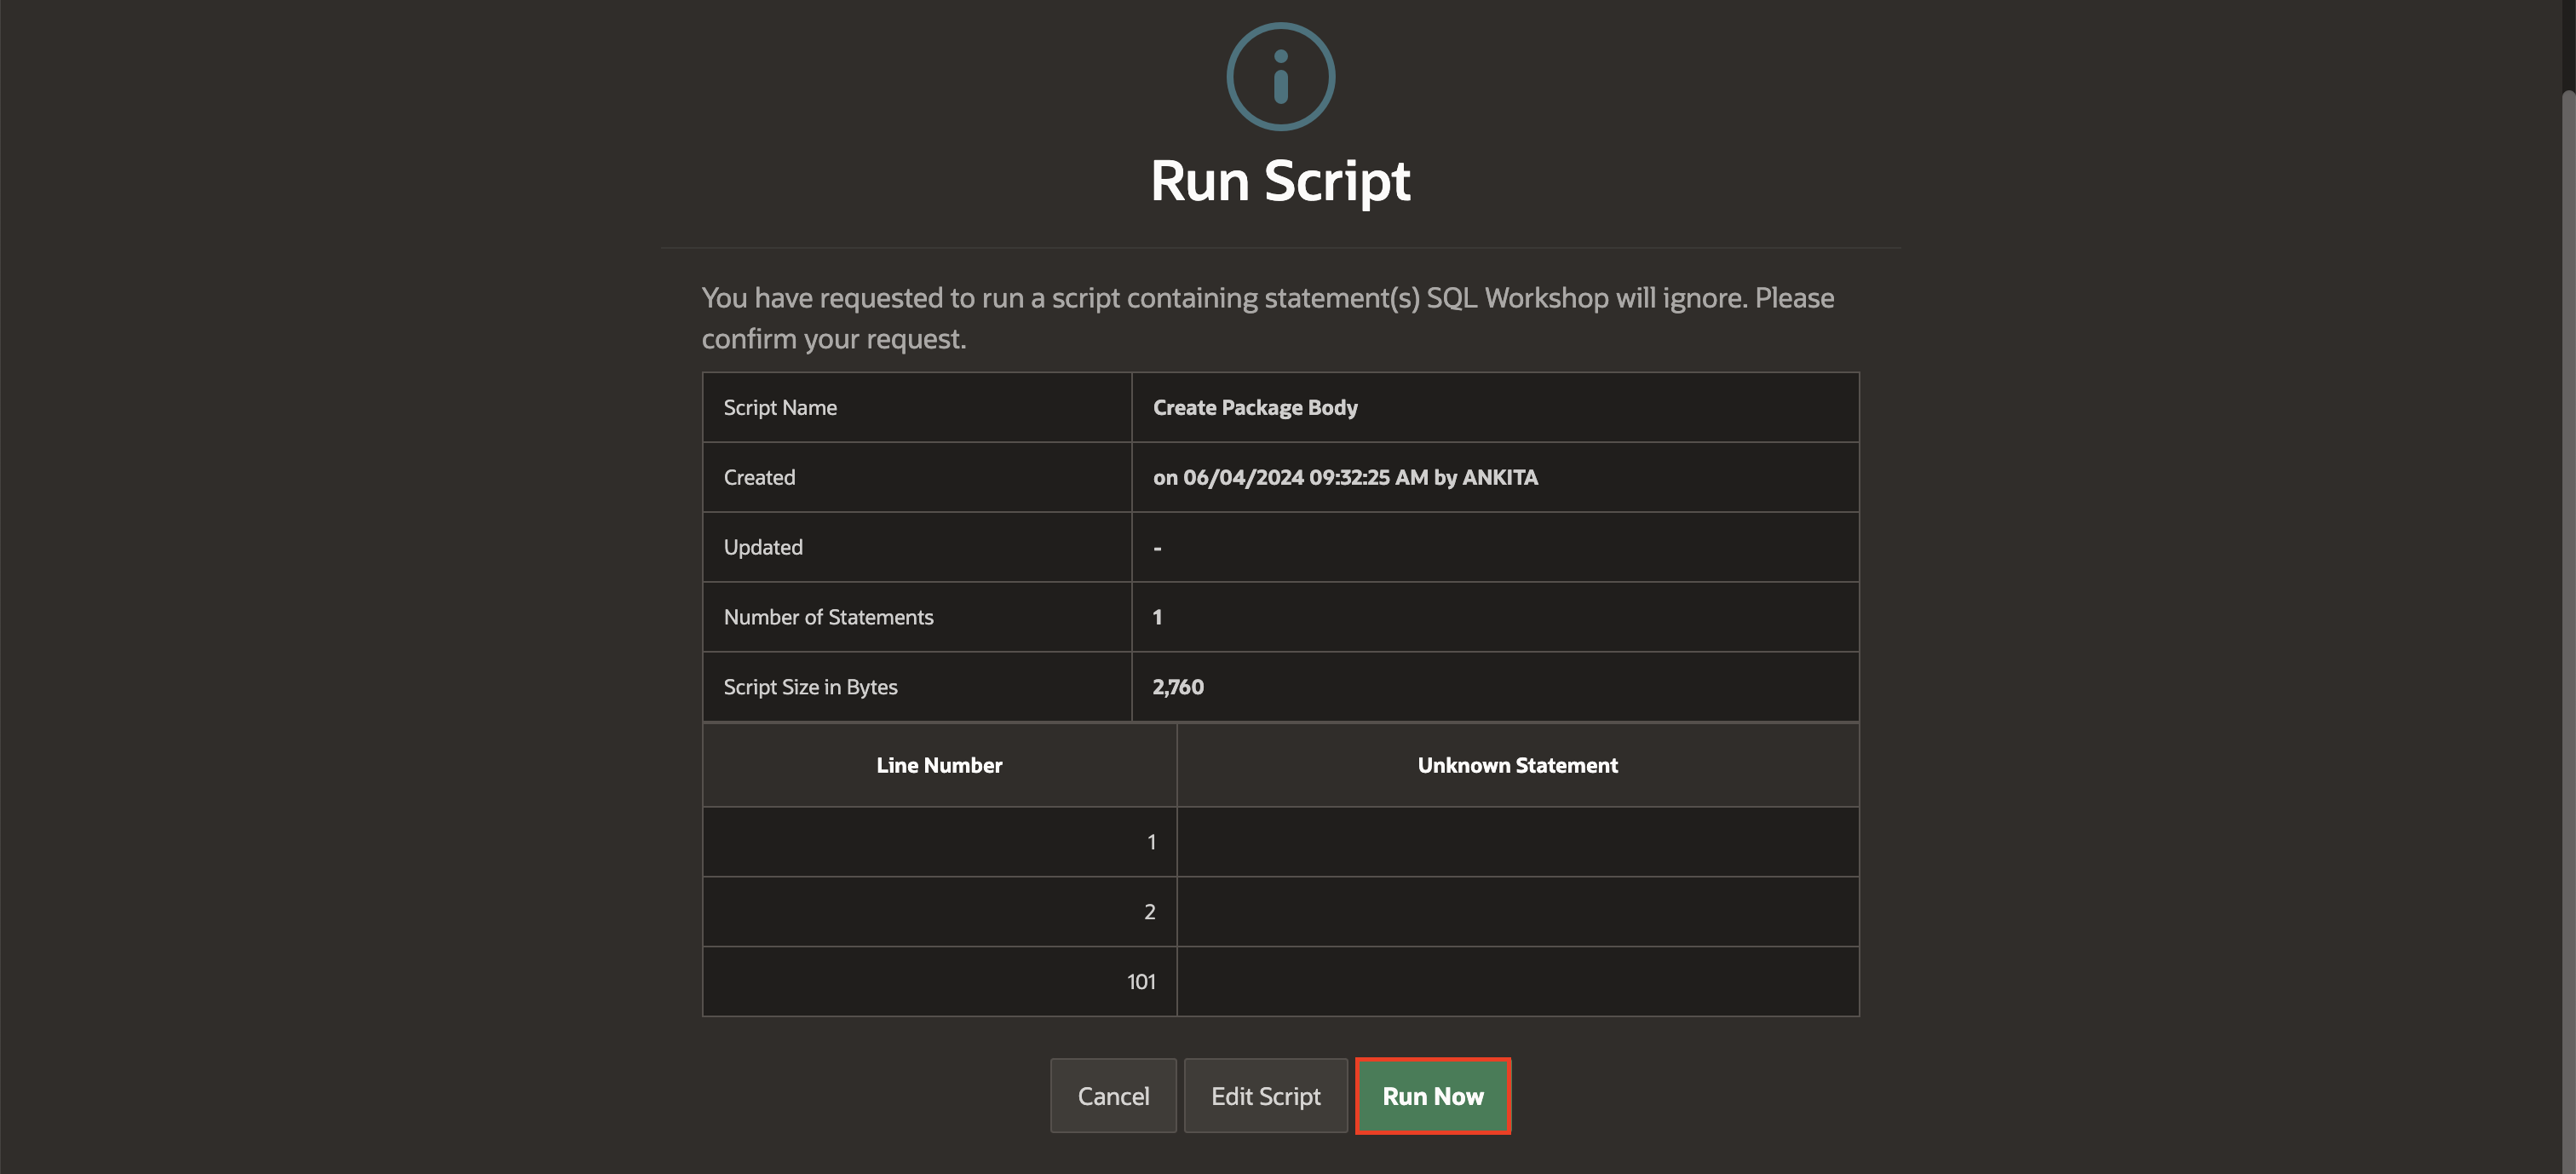 Run Script
You have requested to run a script containing statement(s) SQL Workshop will ignore. Please
confirm your request.
Script Name Create Package Body
Created on 06/04/2024 09:32:25 AM by ANKITA
Updated -
Number of Statements 1
Script Size in Bytes 2,760
Line Number Unknown Statement
1
2
101
Cancel Edit Script Run Now